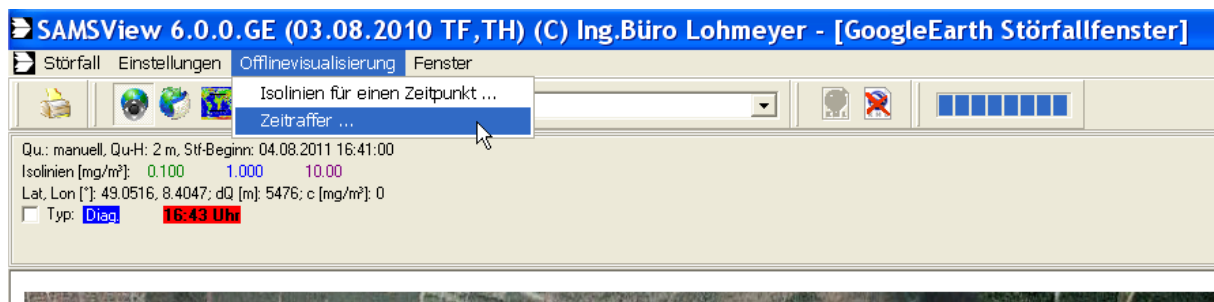 SAMSView 6.0.0.GE (03.08.2010 TF,TH) (C) Ing.Büro Lohmeyer - [GoogleEarth Störfallfenster]
Störfall Einstellungen Offlinevisualisierung Fenster
Isolinien für einen Zeitpunkt ...
Zeitraffer ...
Qu.: manuell, Qu-H: 2 m, Stf-Beginn: 04.08.2011 16:41:00
Isolinien [mg/m³]: 0.100 1.000 10.00
Lat, Lon [°]: 49.0516, 8.4047; dQ [m]: 5476; c [mg/m³]: 0
Typ: Diag. 16:43 Uhr